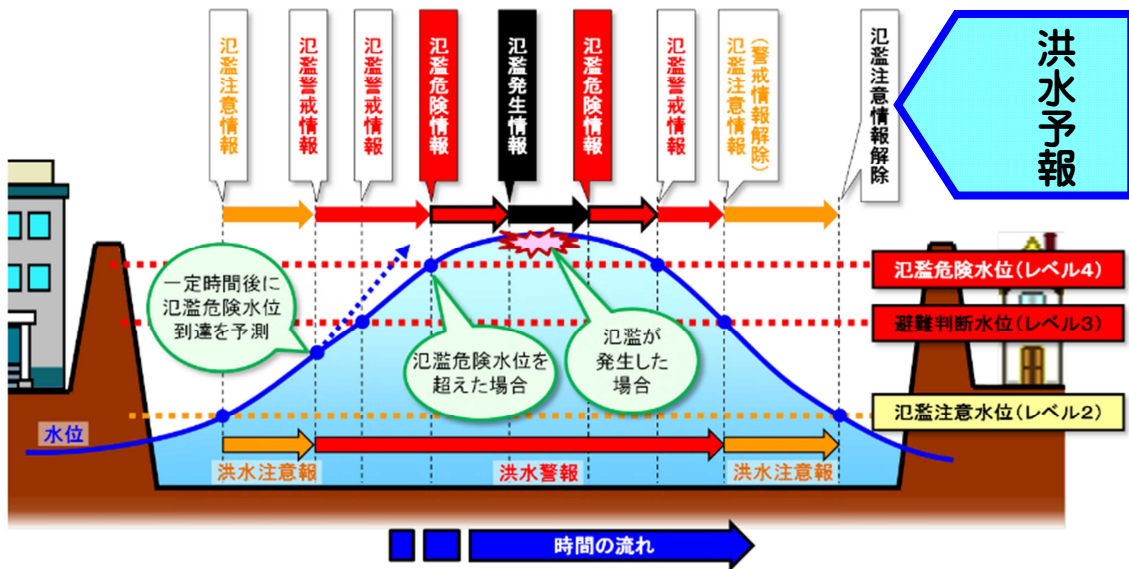 氾濫注意情報
氾濫警戒情報
氾濫警戒情報
氾濫危険情報
氾濫発生情報
氾濫危険情報
氾濫警戒情報
氾濫注意情報
(警戒情報解除)
氾濫注意情報解除
洪水予報
一定時間後に
氾濫危険水位
到達を予測
氾濫危険水位を
超えた場合
氾濫が
発生した
場合
氾濫危険水位(レベル4)
避難判断水位(レベル3)
氾濫注意水位(レベル2)
水位
洪水注意報
洪水警報
洪水注意報
時間の流れ